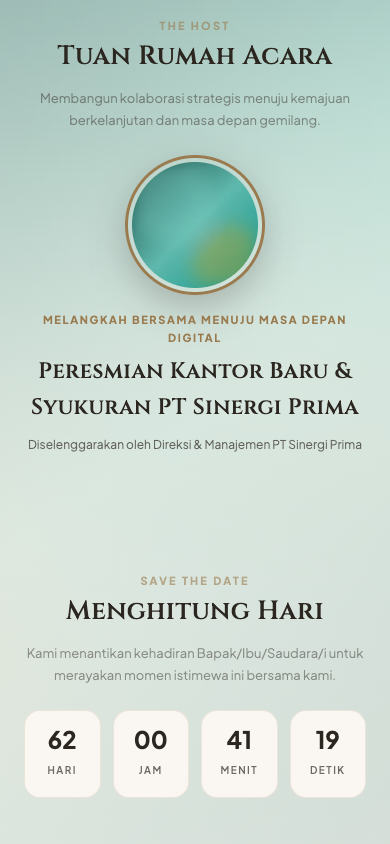 THE HOST
Tuan Rumah Acara
Membangun kolaborasi strategis menuju kemajuan
berkelanjutan dan masa depan gemilang.
MELANGKAH BERSAMA MENUJU MASA DEPAN
DIGITAL
Peresmian Kantor Baru &
Syukuran PT Sinergi Prima
Diselenggarakan oleh Direksi & Manajemen PT Sinergi Prima
SAVE THE DATE
Menghitung Hari
Kami menantikan kehadiran Bapak/Ibu/Saudara/i untuk
merayakan momen istimewa ini bersama kami.
62 00 41 19
HARI JAM MENIT DETIK